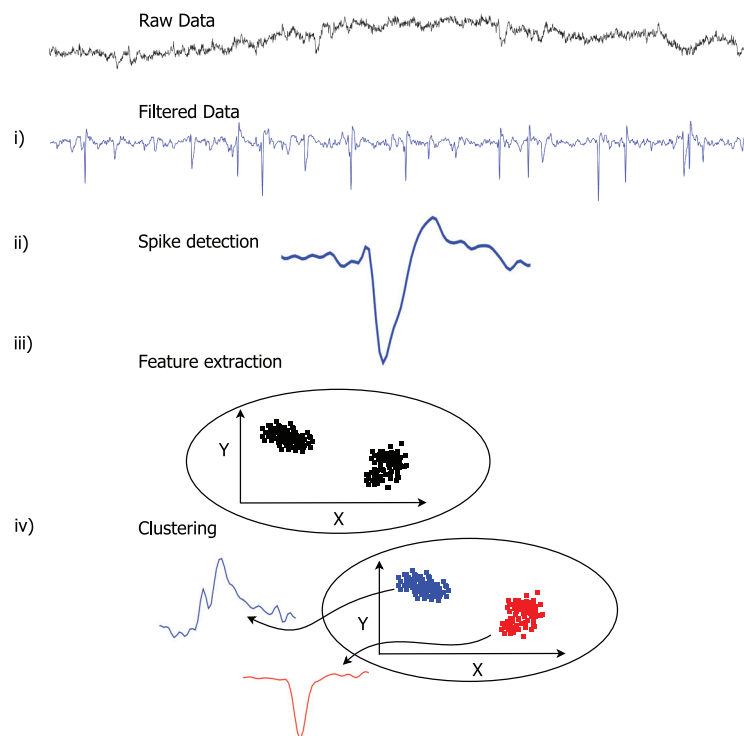 Raw Data
Filtered Data
i)
ii)
Spike detection
iii)
Feature extraction
Y
X
iv)
Clustering
Y
X